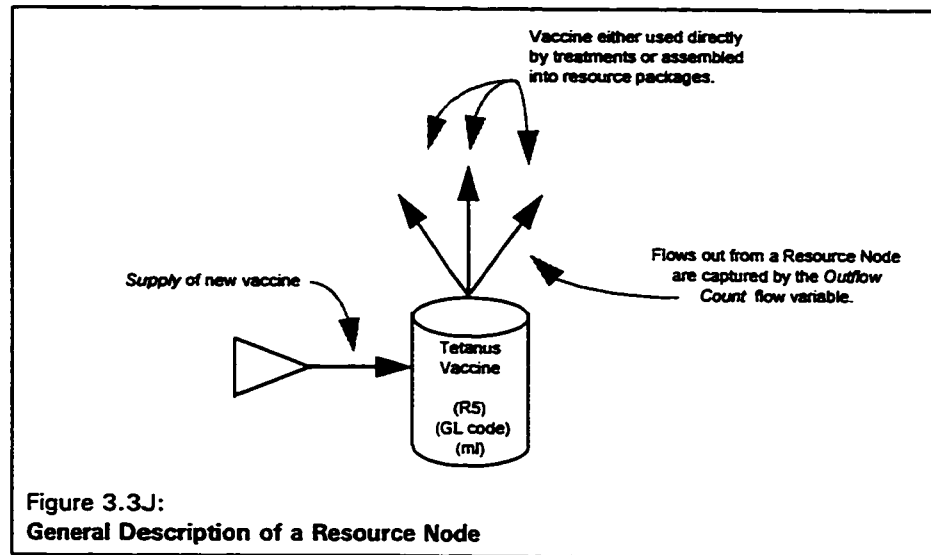 Vaccine either used directly
by treatments or assembled
into resource packages.
Supply of new vaccine
Flows out from a Resource Node
are captured by the Outflow
Count flow variable.
Tetanus
Vaccine
(R5)
(GL code)
(ml)
Figure 3.3J:
General Description of a Resource Node